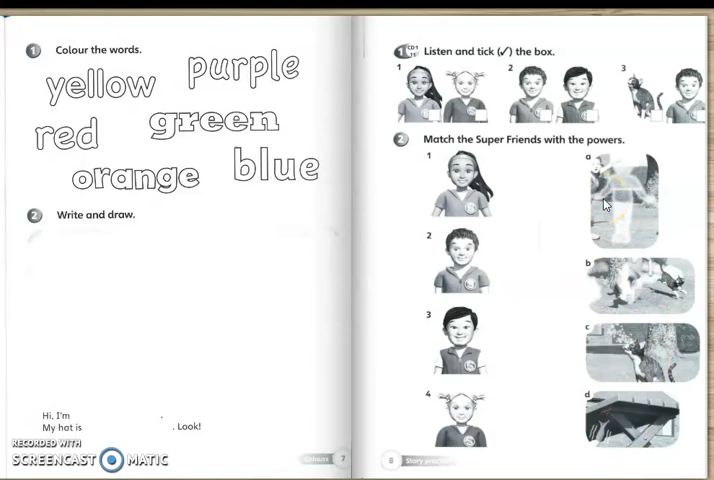 1 Colour the words.
yellow purple
red green
orange blue
2 Write and draw.
Hi, I'm .
My hat is . Look!
RECORDED WITH
SCREENCAST MATIC
Colours 7
1 CD1 11 Listen and tick (✓) the box.
1 2 3
2 Match the Super Friends with the powers.
1 a
2 b
3 c
4 d
8